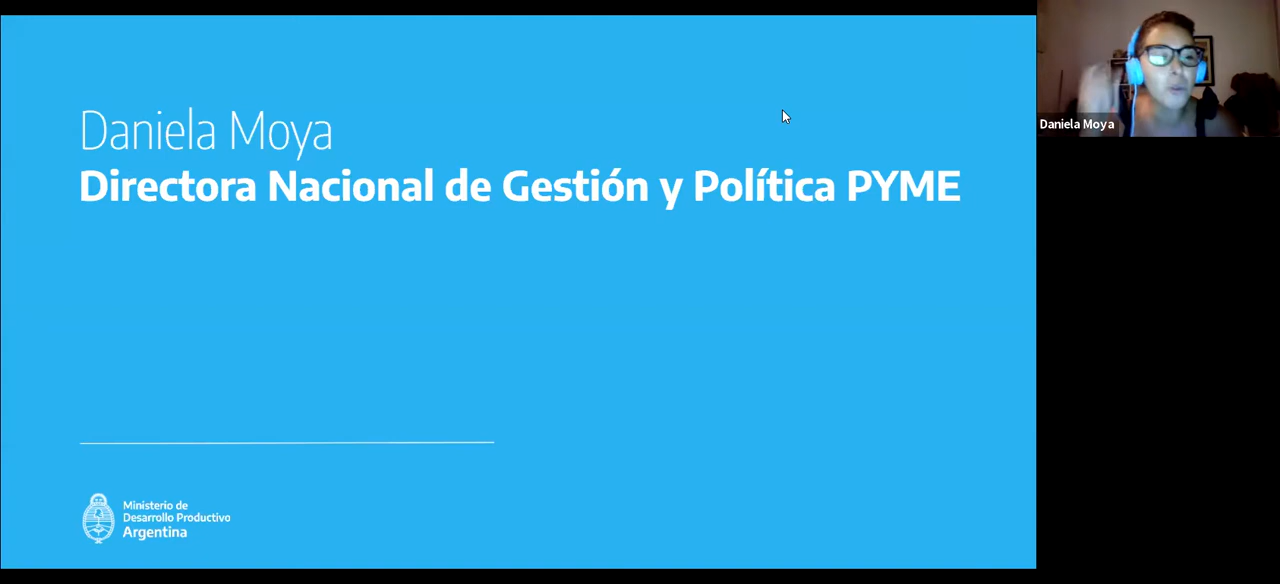 Daniela Moya
Directora Nacional de Gestión y Política PYME
Ministerio de
Desarrollo Productivo
Argentina
Daniela Moya